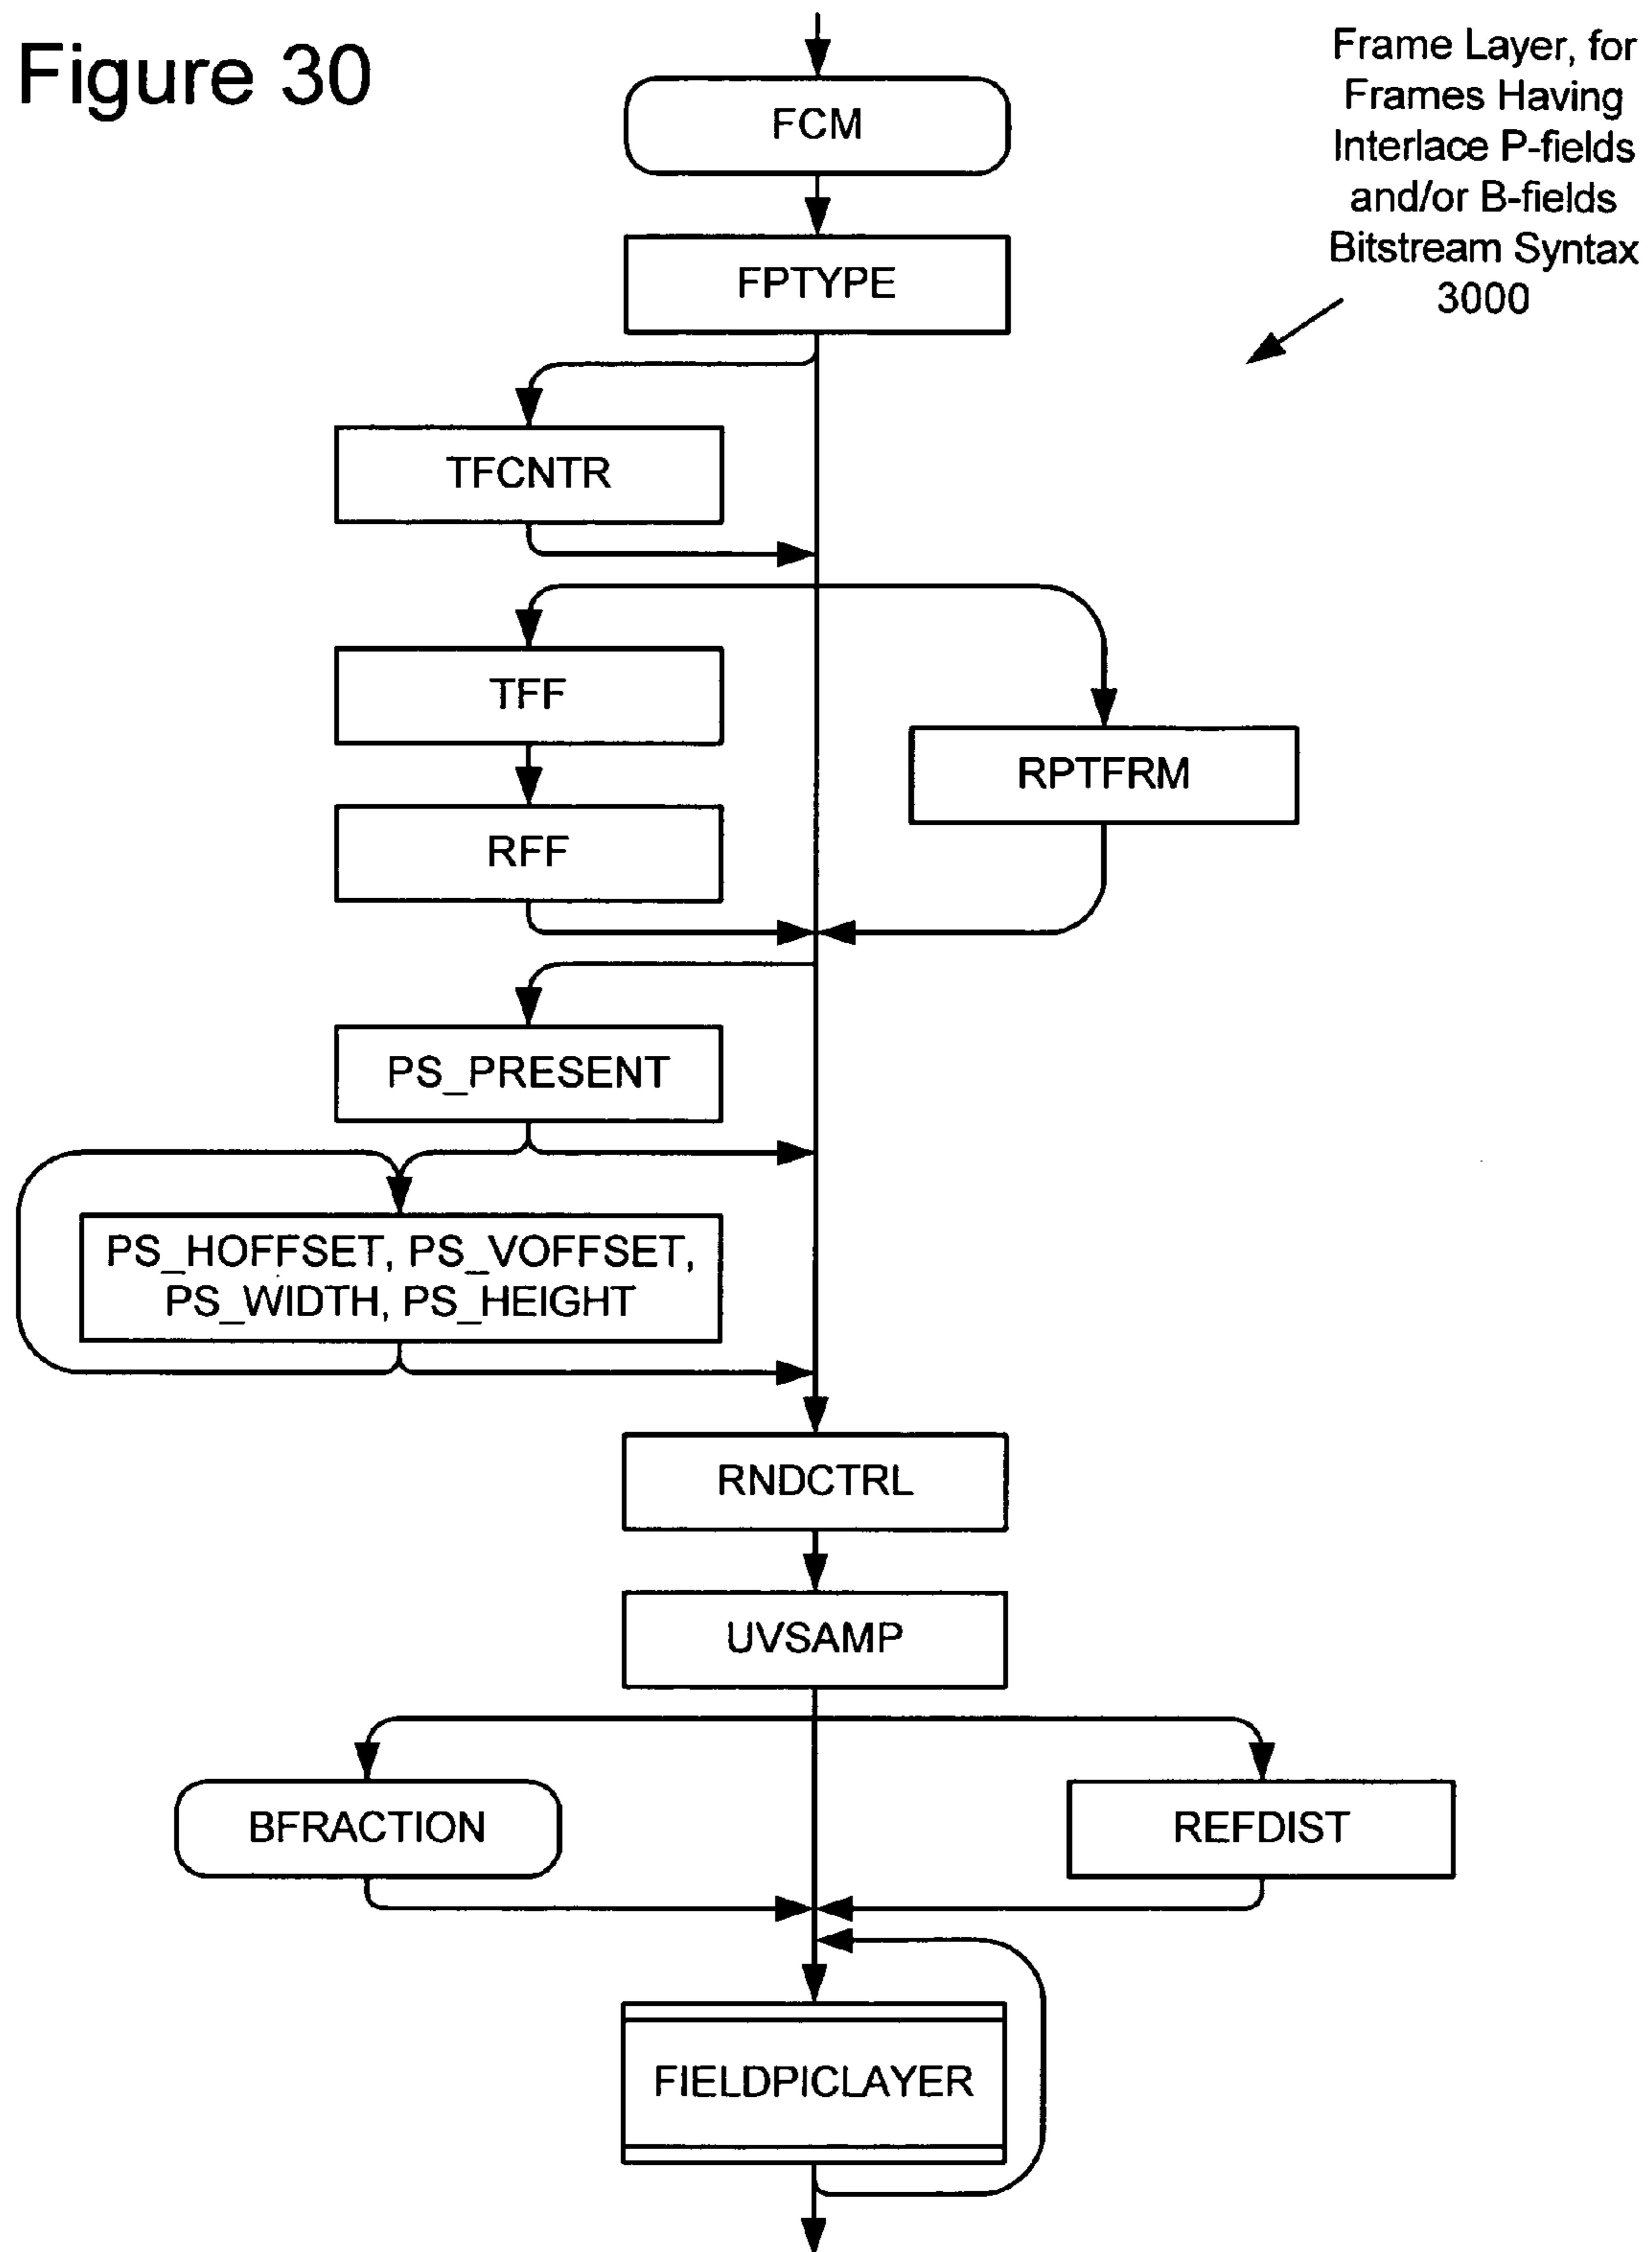 Figure 30
Frame Layer, for
Frames Having
Interlace P-fields
and/or B-fields
Bitstream Syntax
3000
FCM
FPTYPE
TFCNTR
TFF
RPTFRM
RFF
PS_PRESENT
PS_HOFFSET, PS_VOFFSET,
PS_WIDTH, PS_HEIGHT
RNDCTRL
UVSAMP
BFRACTION
REFDIST
FIELDPICLAYER